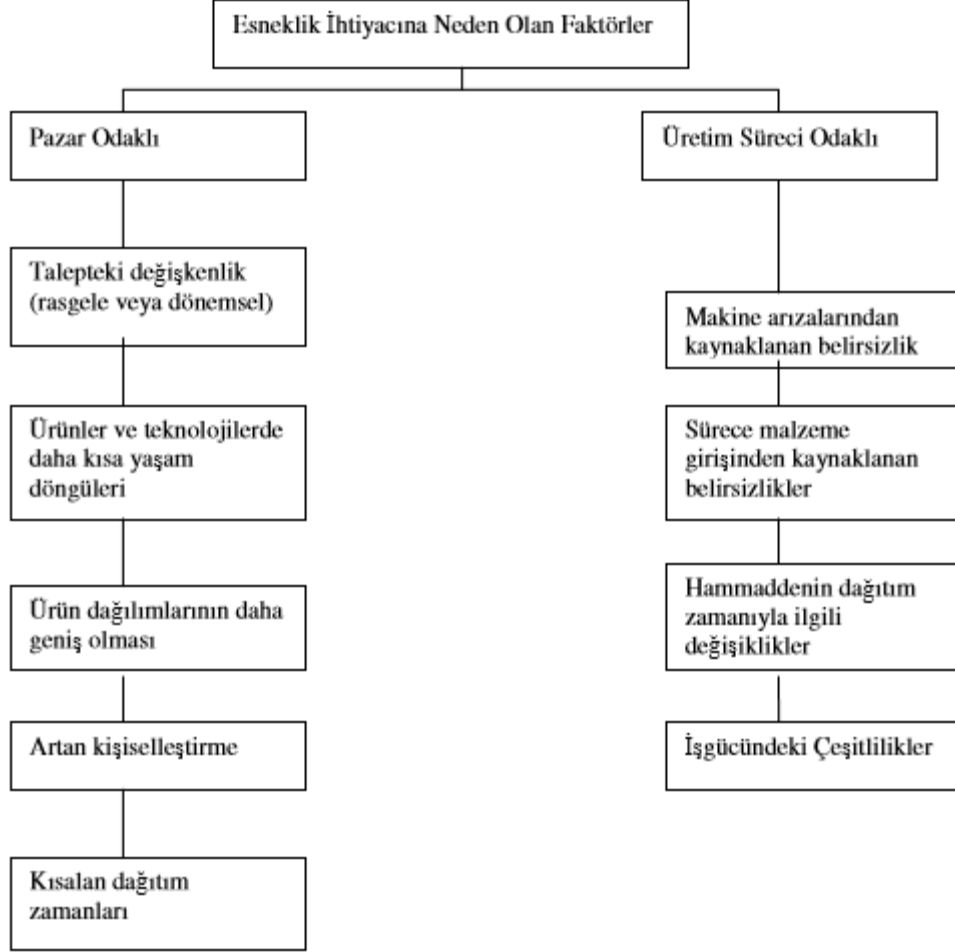 Esneklik İhtiyacına Neden Olan Faktörler
Pazar Odaklı
Talepteki değişkenlik
(rasgele veya dönemsel)
Ürünler ve teknolojilerde
daha kısa yaşam
döngüleri
Ürün dağılımlarının daha
geniş olması
Artan kişiselleştirme
Kısalan dağıtım
zamanları
Üretim Süreci Odaklı
Makine arızalarından
kaynaklanan belirsizlik
Sürece malzeme
girişinden kaynaklanan
belirsizlikler
Hammaddenin dağıtım
zamanıyla ilgili
değişiklikler
İşgücündeki Çeşitlilikler